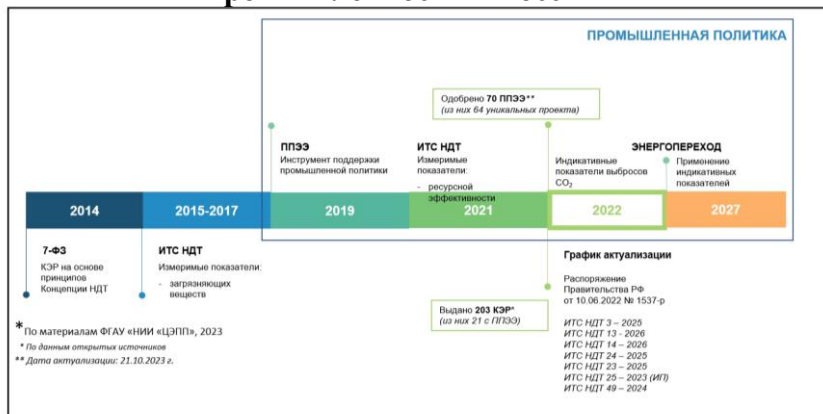 ПРОМЫШЛЕННАЯ ПОЛИТИКА
Одобрено 70 ППЭЭ**
(из них 64 уникальных проекта)
ППЭЭ
Инструмент поддержки
промышленной политики
ИТС НДТ
Измеримые
показатели:
- ресурсной
эффективности
ЭНЕРГОПЕРЕХОД
Индикативные
показатели выбросов
CO2
Применение
индикативных
показателей
2014
2015-2017
2019
2021
2022
2027
7-ФЗ
КЭР на основе
принципов
Концепции НДТ
ИТС НДТ
Измеримые показатели:
- загрязняющих
веществ
Выдано 203 КЭР*
(из них 21 с ППЭЭ)
График актуализации
Распоряжение
Правительства РФ
от 10.06.2022 № 1537-р
ИТС НДТ 3 – 2025
ИТС НДТ 13 - 2026
ИТС НДТ 14 – 2026
ИТС НДТ 24 – 2025
ИТС НДТ 23 – 2025
ИТС НДТ 25 – 2023 (ИП)
ИТС НДТ 49 – 2024
*По материалам ФГАУ «НИИ «ЦЭПП», 2023
* По данным открытых источников
** Дата актуализации: 21.10.2023 г.